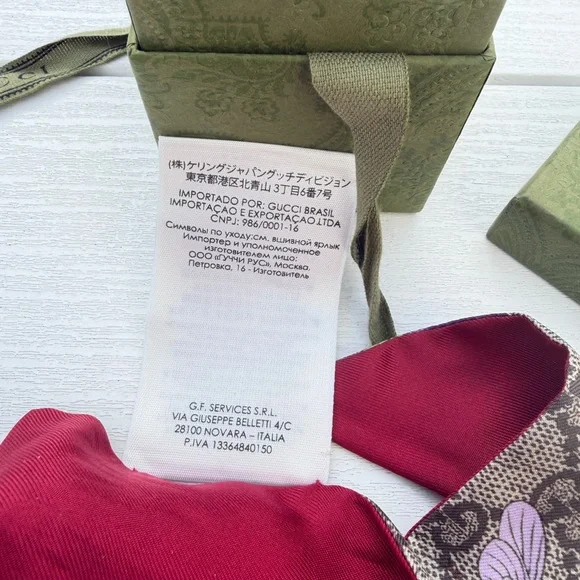 (株)ケリングジャパングッチディビジョン
東京都港区北青山 3丁目6番7号
IMPORTADO POR: GUCCI BRASIL
IMPORTAÇAO E EXPORTAÇAO.LTDA
CNPJ: 986/0001-16
Символы по уходу:см. вшивной ярлык
Импортер и уполномоченное
изготовителем лицо:
ООО «ГУЧЧИ РУС», Москва,
Петровка, 16 - Изготовитель
G.F. SERVICES S.R.L.
VIA GIUSEPPE BELLETTI 4/C
28100 NOVARA – ITALIA
P.IVA 13364840150